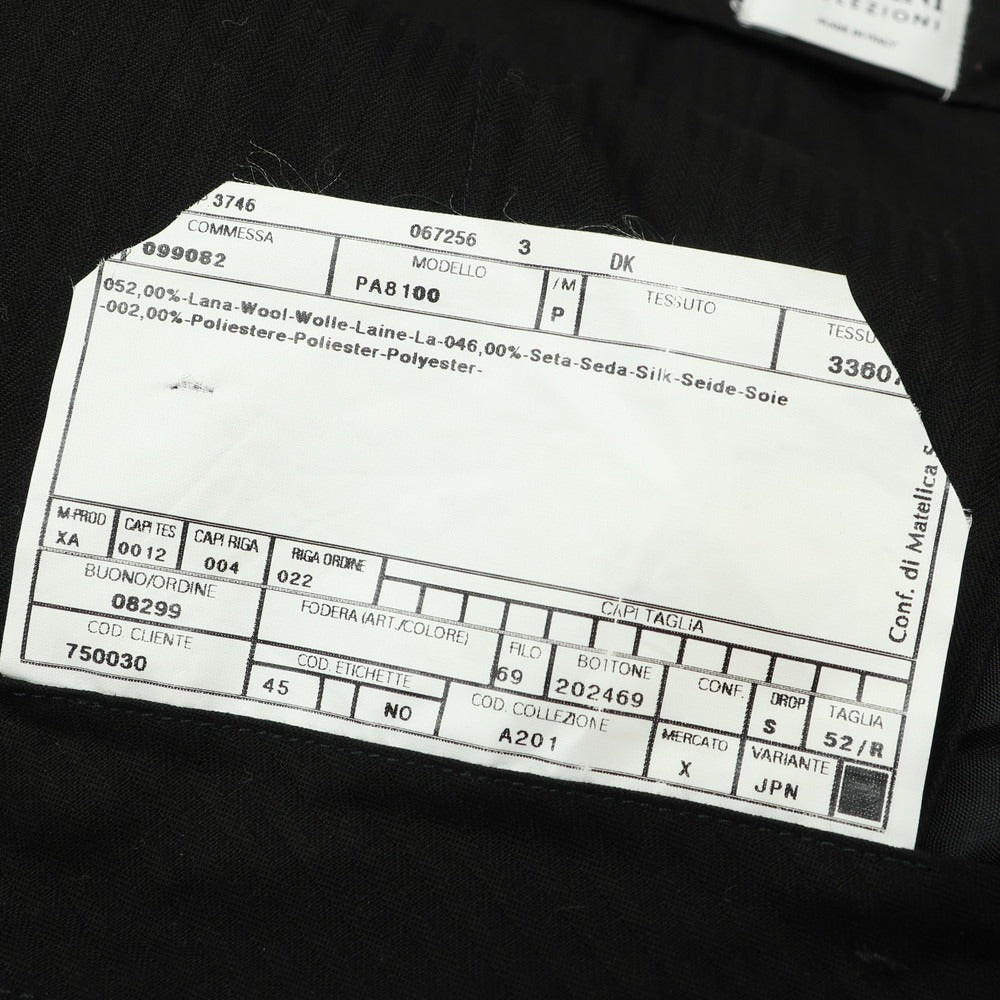 MADE IN ITALY
3746 067256 3 DK
COMMESSA MODELLO /M TESSUTO
099082 PA8100 P
052,00%-Lana-Wool-Wolle-Laine-La-046,00%-Seta-Seda-Silk-Seide-Soie
-002,00%-Poliestere-Poliester-Polyester-
Conf. di Matelica
M-PROD CAPI TES CAPI RIGA RIGA ORDINE
XA 0012 004 022
CAPI TAGLIA
BUONO/ORDINE FODERA (ART./COLORE) FILO BOTTONE CONF. DROP TAGLIA
08299 69 202469 S 52/R
COD. CLIENTE COD. ETICHETTE COD. COLLEZIONE MERCATO VARIANTE
750030 45 NO A201 X JPN